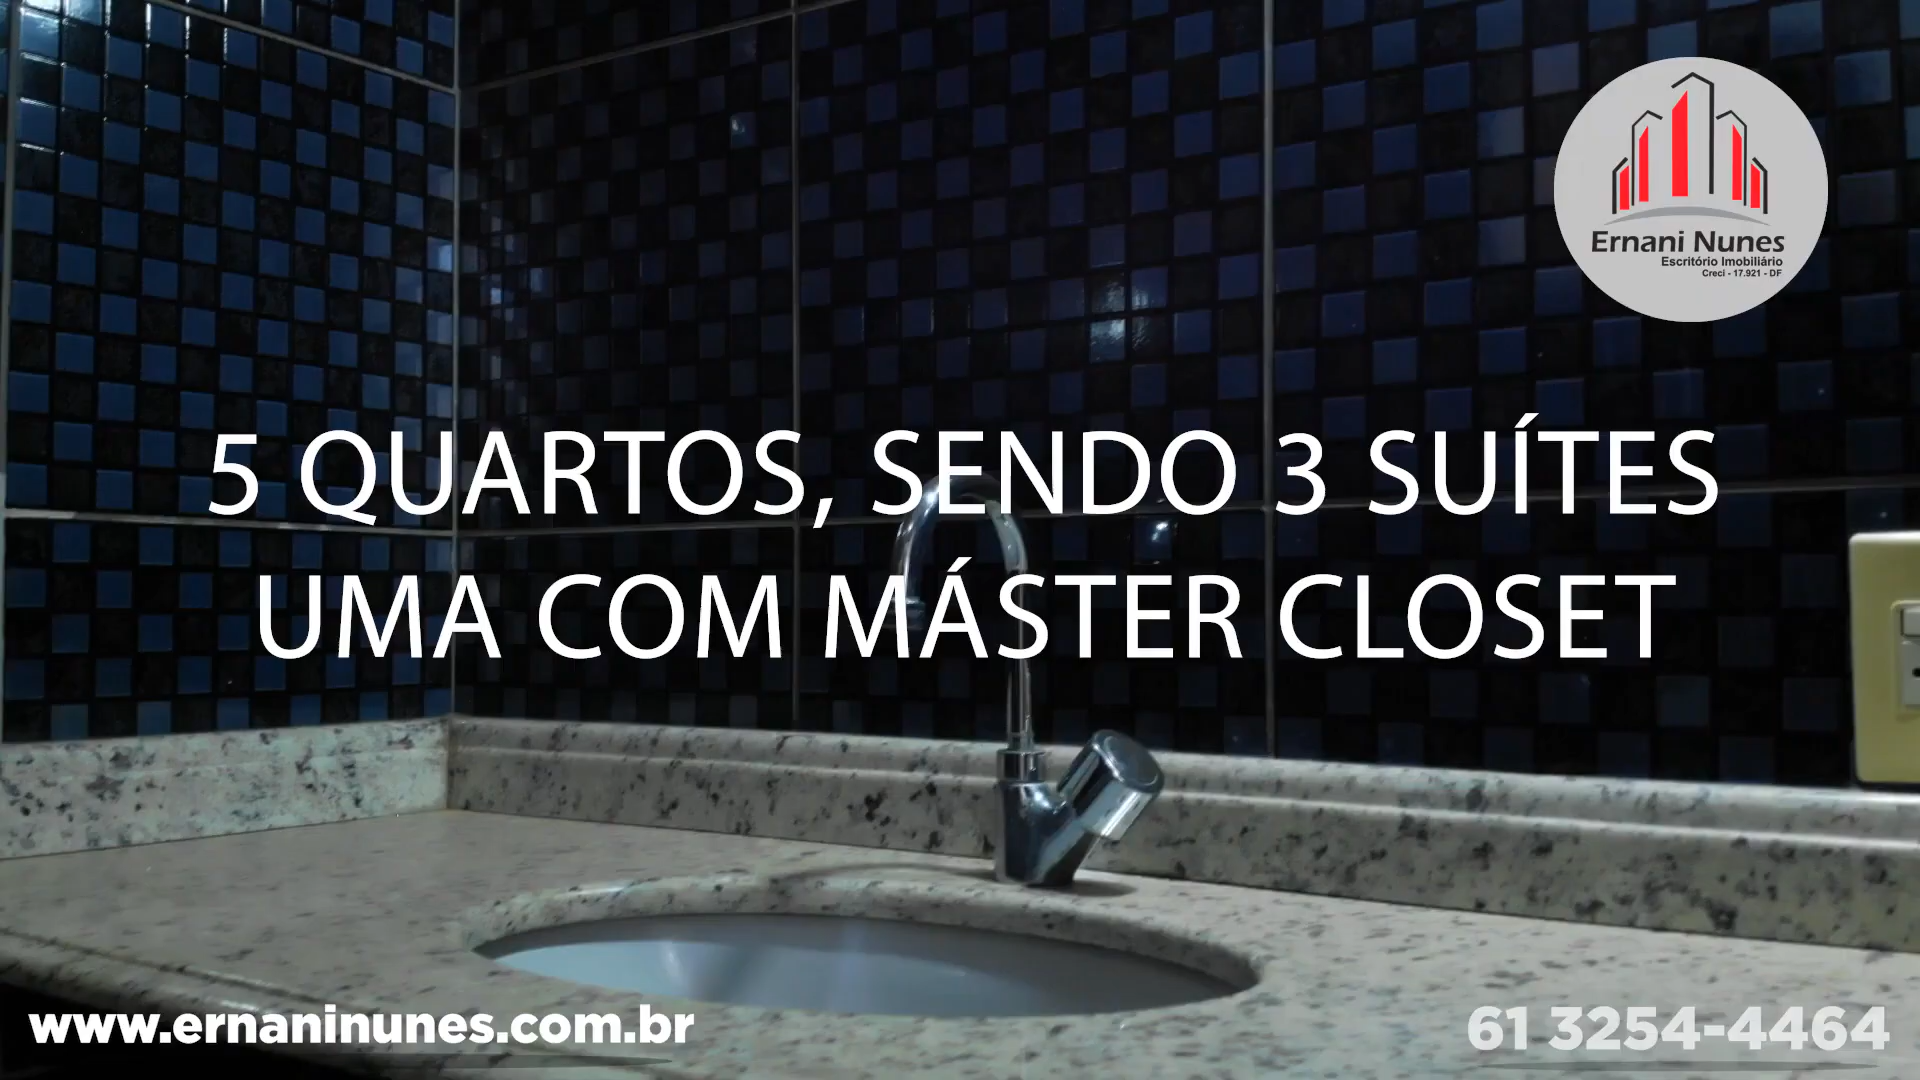 Ernani Nunes
Escritório Imobiliário
Creci - 17.921 - DF
5 QUARTOS, SENDO 3 SUÍTES
UMA COM MÁSTER CLOSET
www.ernaninunes.com.br
61 3254-4464